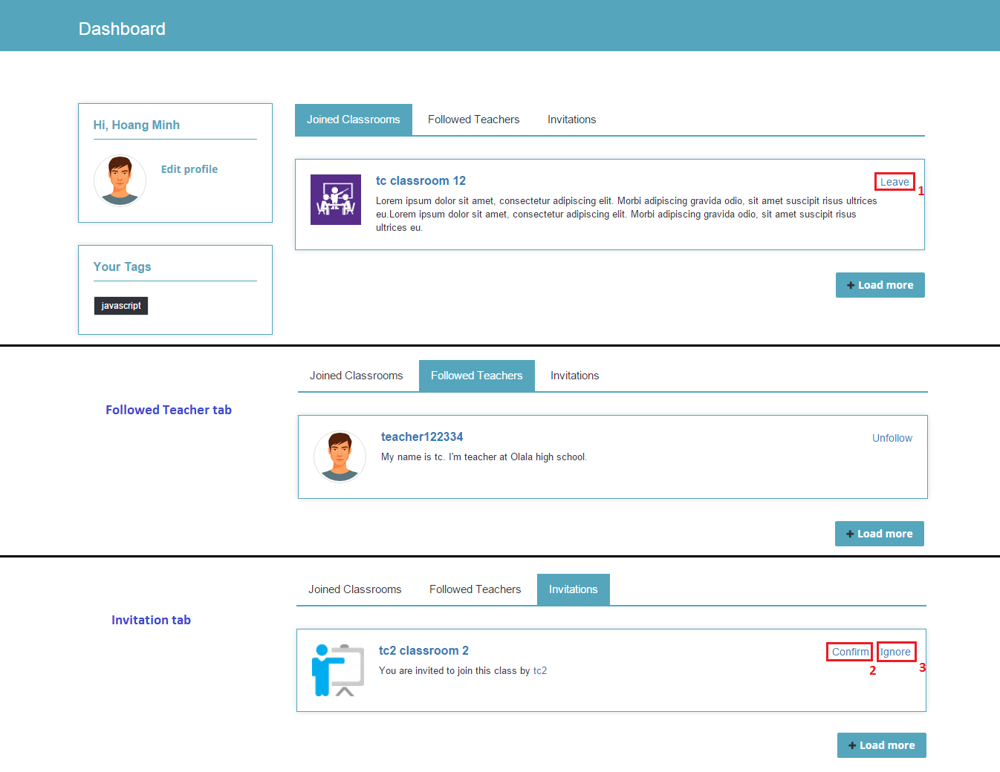 Dashboard
Hi, Hoang Minh
Edit profile
Your Tags
javascript
Joined Classrooms
Followed Teachers
Invitations
tc classroom 12
Leave
1
Lorem ipsum dolor sit amet, consectetur adipiscing elit. Morbi adipiscing gravida odio, sit amet suscipit risus ultrices
eu.Lorem ipsum dolor sit amet, consectetur adipiscing elit. Morbi adipiscing gravida odio, sit amet suscipit risus
ultrices eu.
+ Load more
Followed Teacher tab
Joined Classrooms
Followed Teachers
Invitations
teacher122334
Unfollow
My name is tc. I'm teacher at Olala high school.
+ Load more
Invitation tab
Joined Classrooms
Followed Teachers
Invitations
tc2 classroom 2
Confirm
Ignore
2
3
You are invited to join this class by tc2
+ Load more